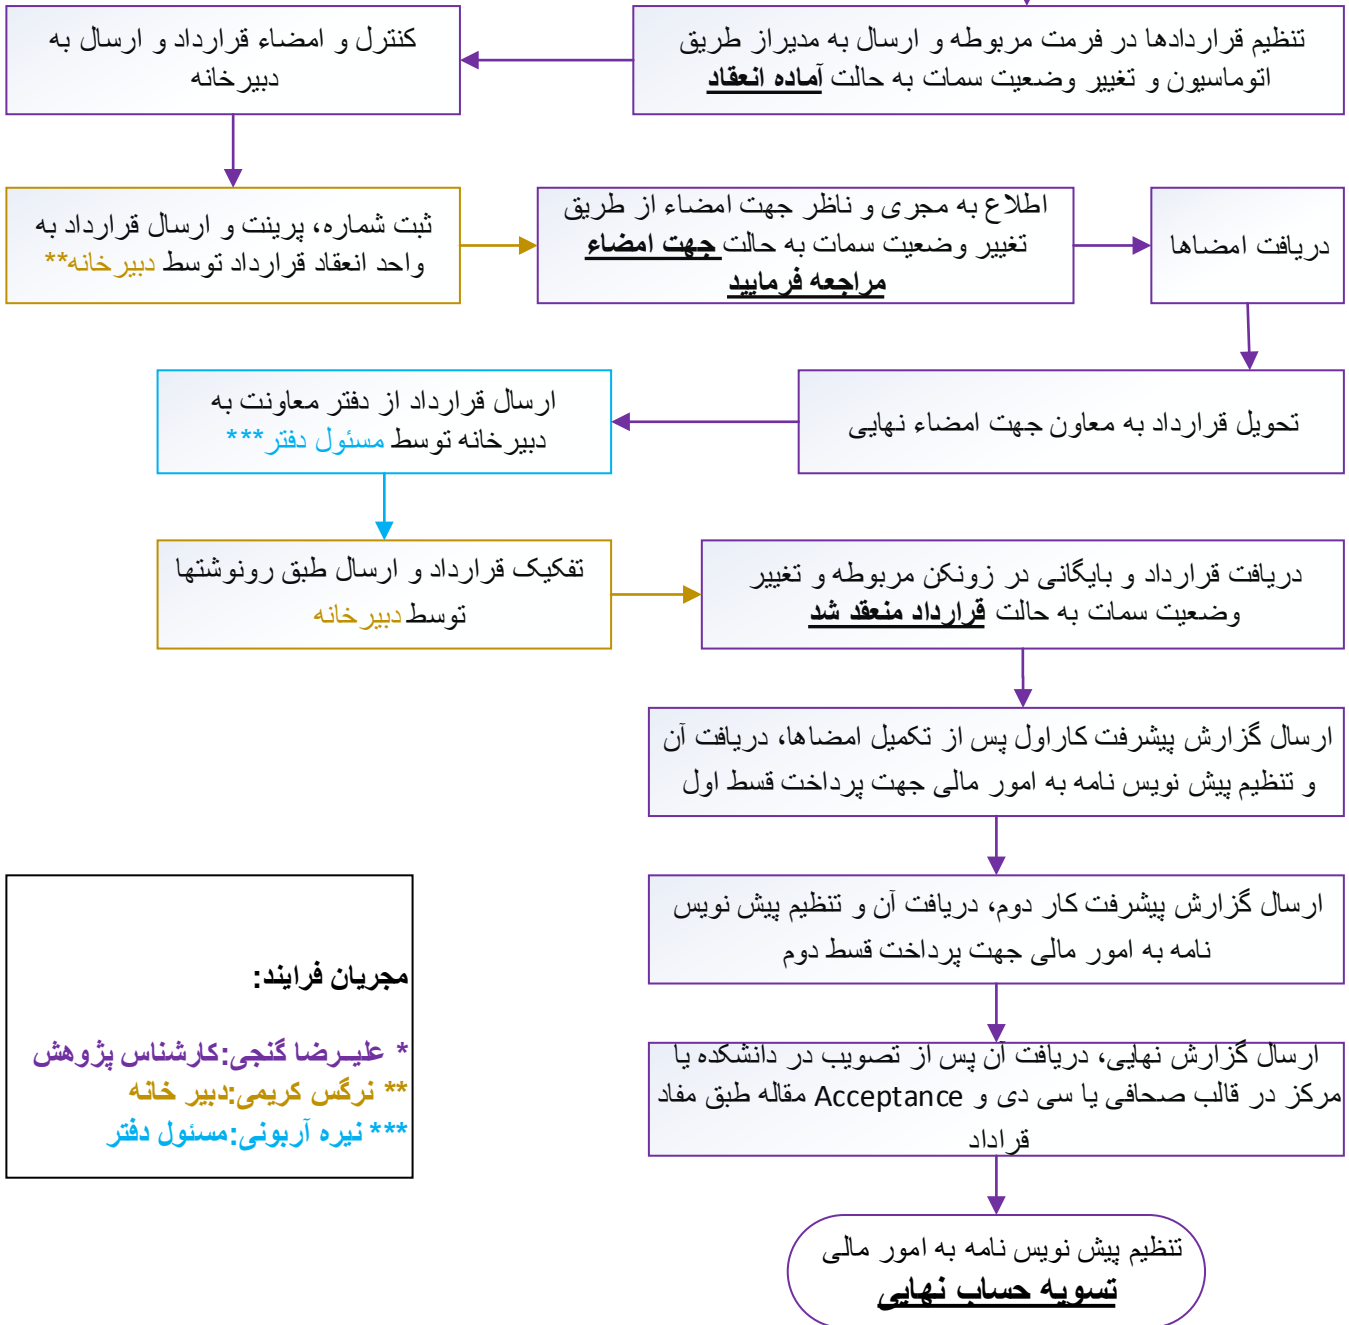 تنظیم قراردادها در فرمت مربوطه و ارسال به مدیراز طریق
اتوماسیون و تغییر وضعیت سمات به حالت آماده انعقاد
کنترل و امضاء قرارداد و ارسال به
دبیرخانه
ثبت شماره، پرینت و ارسال قرارداد به
واحد انعقاد قرارداد توسط دبیرخانه**
اطلاع به مجری و ناظر جهت امضاء از طریق
تغییر وضعیت سمات به حالت جهت امضاء
مراجعه فرمایید
دریافت امضاها
تحویل قرارداد به معاون جهت امضاء نهایی
ارسال قرارداد از دفتر معاونت به
دبیرخانه توسط مسئول دفتر***
تفکیک قرارداد و ارسال طبق رونوشتها
توسط دبیرخانه
دریافت قرارداد و بایگانی در زونکن مربوطه و تغییر
وضعیت سمات به حالت قرارداد منعقد شد
ارسال گزارش پیشرفت کاراول پس از تکمیل امضاها، دریافت آن
و تنظیم پیش نویس نامه به امور مالی جهت پرداخت قسط اول
ارسال گزارش پیشرفت کار دوم، دریافت آن و تنظیم پیش نویس
نامه به امور مالی جهت پرداخت قسط دوم
ارسال گزارش نهایی، دریافت آن پس از تصویب در دانشکده یا
مرکز در قالب صحافی یا سی دی و Acceptance مقاله طبق مفاد
قراداد
تنظیم پیش نویس نامه به امور مالی
تسویه حساب نهایی
مجریان فرایند:
* علیـرضا گنجی:کارشناس پژوهش
** نرگس کریمی:دبیر خانه
*** نیره آربونی:مسئول دفتر